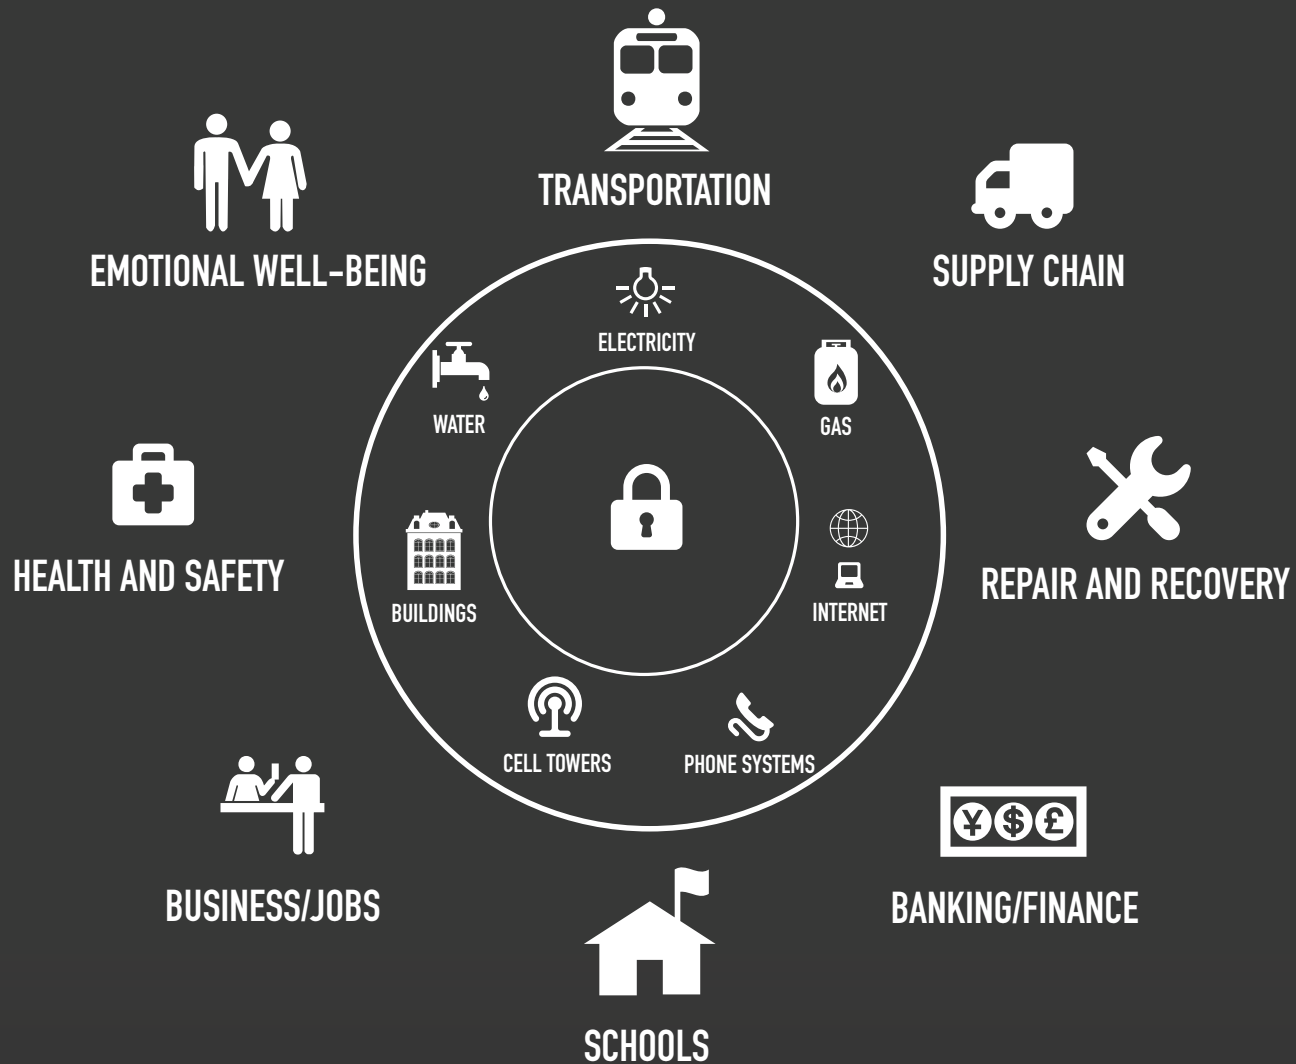 TRANSPORTATION
EMOTIONAL WELL-BEING
SUPPLY CHAIN
ELECTRICITY
WATER
GAS
HEALTH AND SAFETY
REPAIR AND RECOVERY
BUILDINGS
INTERNET
CELL TOWERS
PHONE SYSTEMS
¥ $ £
BUSINESS/JOBS
BANKING/FINANCE
SCHOOLS